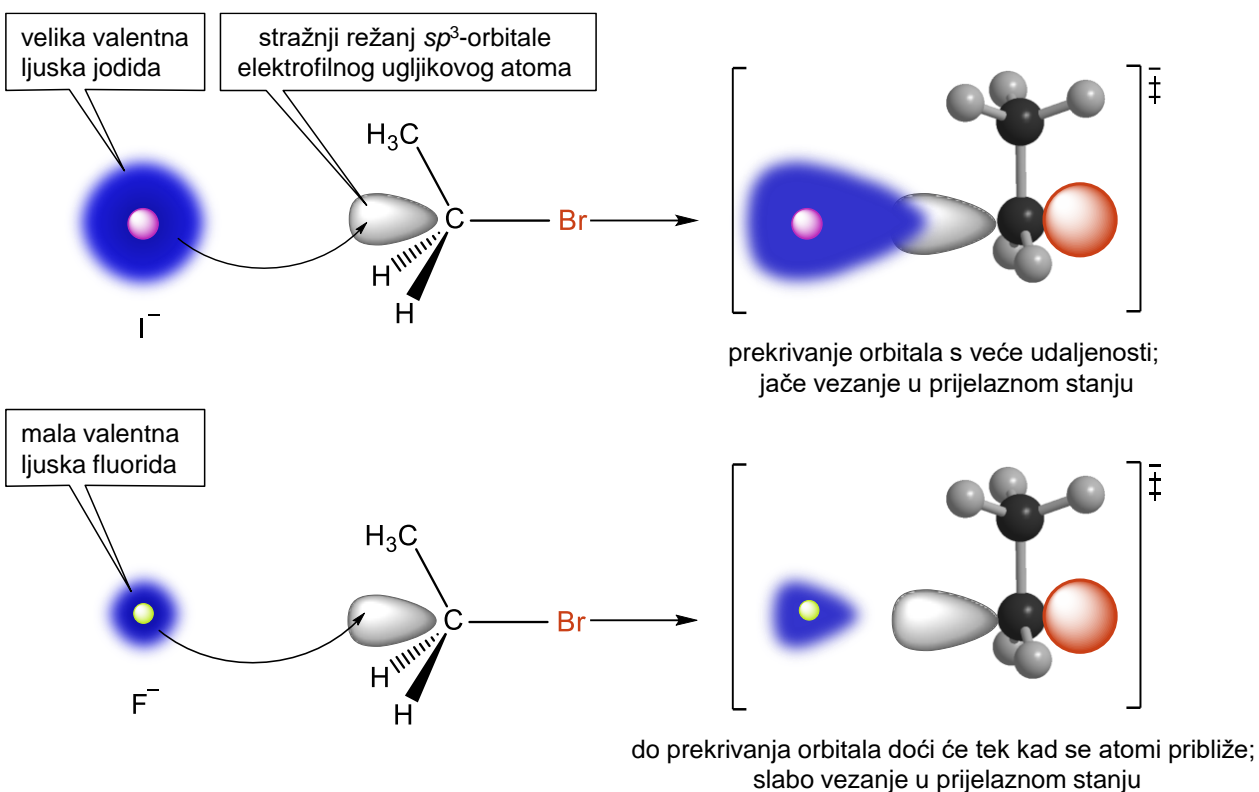 velika valentna
ljuska jodida
stražnji režanj sp³-orbitale
elektrofilnog ugljikovog atoma
H₃C
C
Br
H
H
I⁻
‡
prekrivanje orbitala s veće udaljenosti;
jače vezanje u prijelaznom stanju
mala valentna
ljuska fluorida
H₃C
C
Br
H
H
F⁻
‡
do prekrivanja orbitala doći će tek kad se atomi približe;
slabo vezanje u prijelaznom stanju